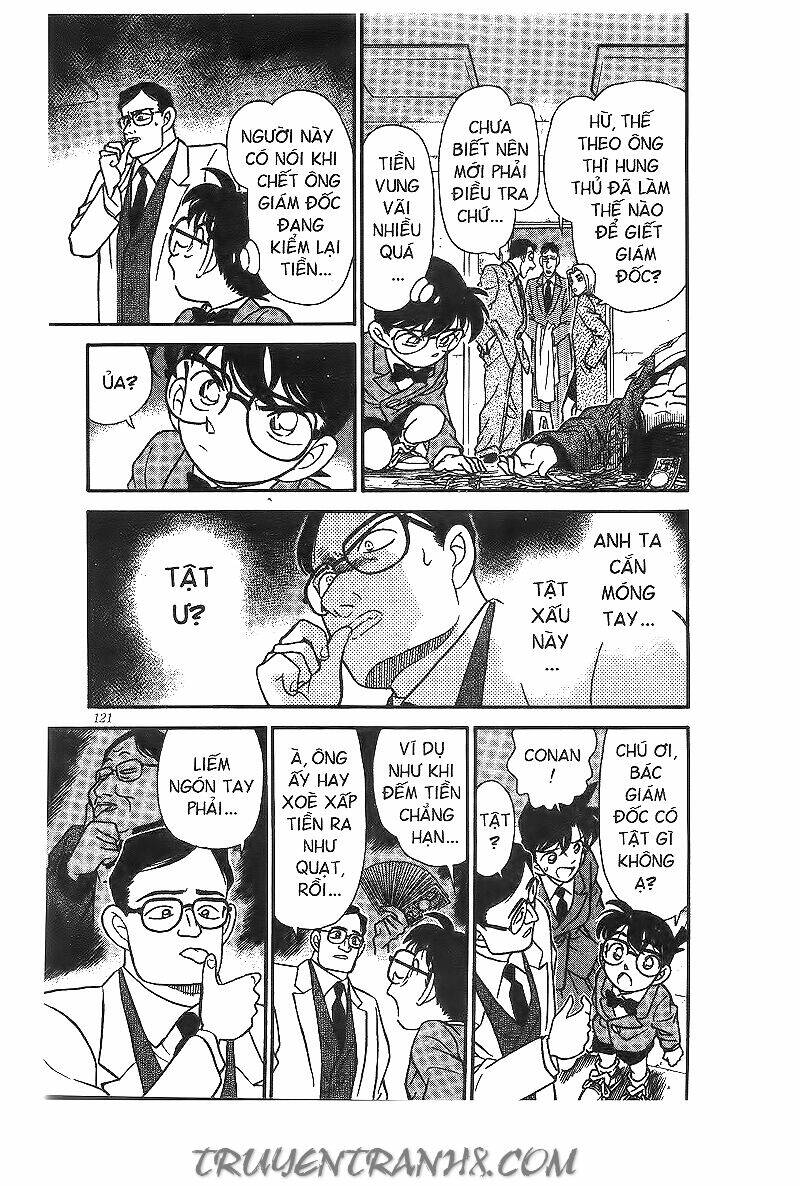 HỪ, THẾ
THEO ÔNG
THÌ HUNG
THỦ ĐÃ LÀM
THẾ NÀO
ĐỂ GIẾT
GIÁM
ĐỐC?
CHƯA
BIẾT NÊN
MỚI PHẢI
ĐIỀU TRA
CHỨ...
TIỀN
VUNG
VÃI
NHIỀU
QUÁ
...
NGƯỜI NÀY
CÓ NÓI KHI
CHẾT ÔNG
GIÁM ĐỐC
ĐANG
KIỂM LẠI
TIỀN...
ỦA?
ANH TA
CẮN
MÓNG
TAY...
TẬT
XẤU
NÀY
...
TẬT
Ư?
121
CHÚ ƠI,
BÁC
GIÁM
ĐỐC CÓ
TẬT GÌ
KHÔNG
Ạ?
CONAN
!
TẬT
?
VÍ DỤ
NHƯ KHI
ĐẾM TIỀN
CHẲNG
HẠN...
À, ÔNG
ẤY HAY
XOÈ XẤP
TIỀN RA
NHƯ
QUẠT,
RỒI...
LIẾM
NGÓN TAY
PHẢI...
TRUYENTRANH8.COM